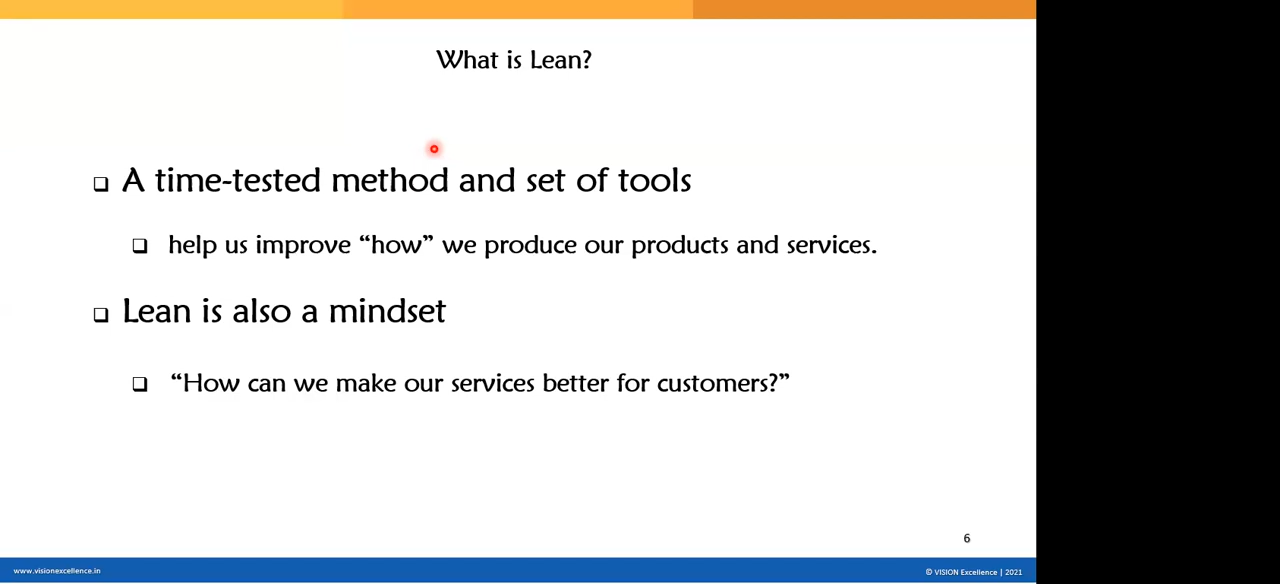 What is Lean?
❑ A time-tested method and set of tools
❑ help us improve “how” we produce our products and services.
❑ Lean is also a mindset
❑ “How can we make our services better for customers?”
6
www.visionexcellence.in
© VISION Excellence | 2021